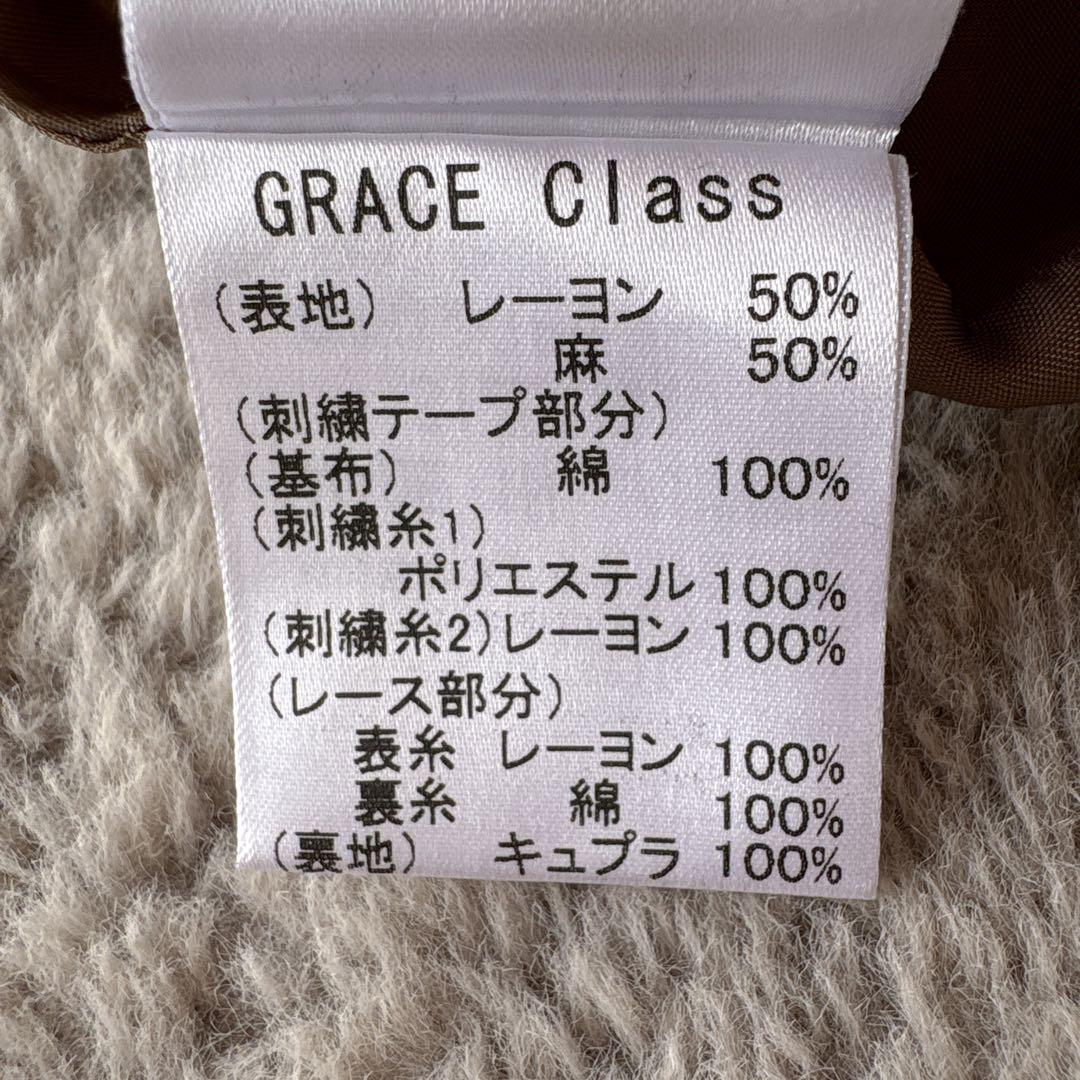 GRACE Class
(表地) レーヨン 50%
麻 50%
(刺繍テープ部分)
(基布) 綿 100%
(刺繍糸1)
ポリエステル 100%
(刺繍糸2)レーヨン 100%
(レース部分)
表糸 レーヨン 100%
裏糸 綿 100%
(裏地) キュプラ 100%